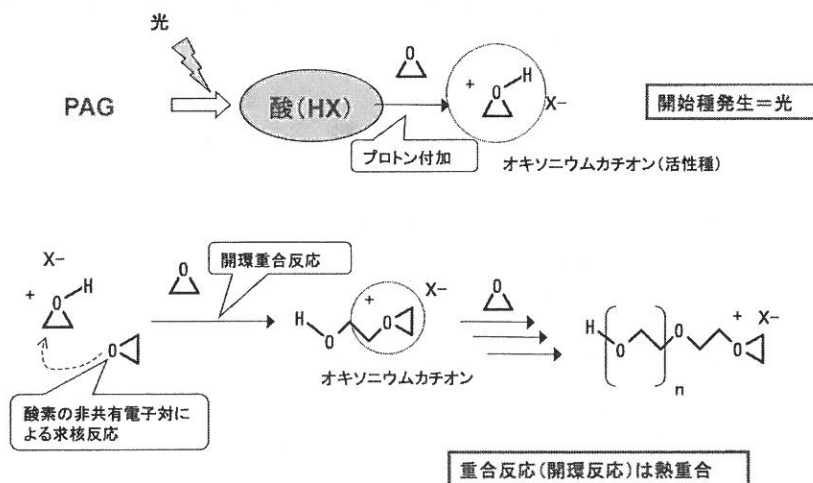 光
PAG
酸(HX)
O
+
O
H
X−
開始種発生=光
プロトン付加
オキソニウムカチオン(活性種)
X−
+
O
H
O
O
開環重合反応
H
O
+
O
X−
O
H
O
O
O
+
X−
n
オキソニウムカチオン
酸素の非共有電子対に
よる求核反応
重合反応(開環反応)は熱重合